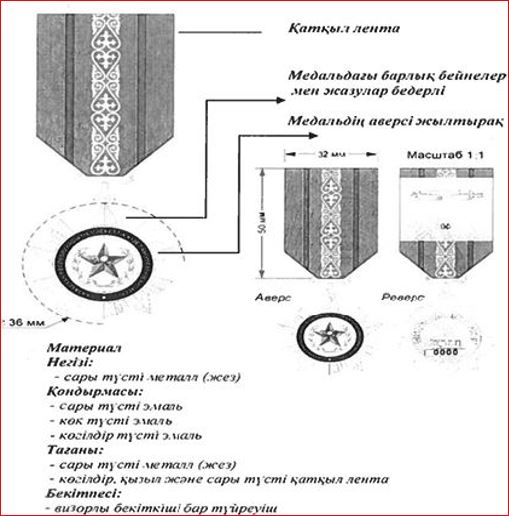 Қатқыл лента
Медальдағы барлық бейнелер
мен жазулар бедерлі
Медальдің аверсі жылтырақ
32 мм
Масштаб 1:1
50 мм
Аверс
Реверс
36 мм
0000
Материал
Негізі:
- сары түсті металл (жез)
Қондырмасы:
- сары түсті эмаль
- көк түсті эмаль
- көгілдір түсті эмаль
Тағаны:
- сары түсті металл (жез)
- көгілдір, қызыл және сары түсті қатқыл лента
Бекітпесі:
- визорлы бекіткіші бар түйреуіш